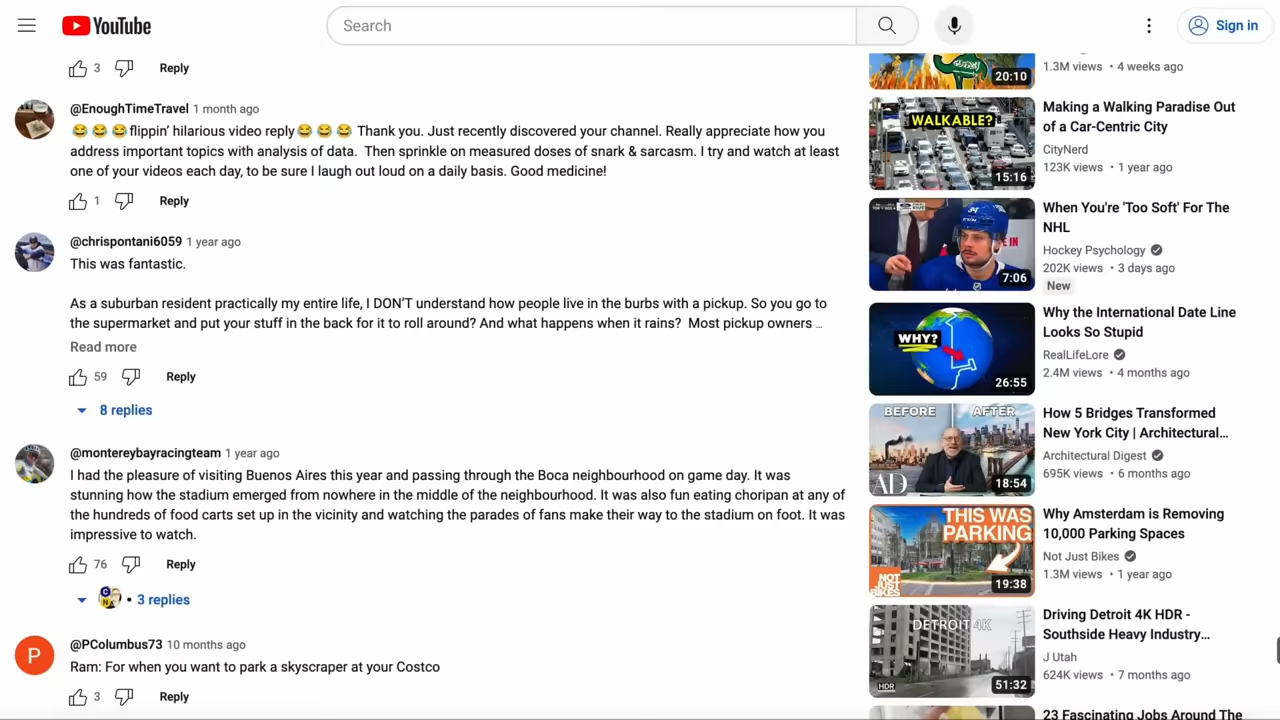 YouTube
Search
Sign in
3
Reply
@EnoughTimeTravel 1 month ago
😂 😂 😂 flippin' hilarious video reply 😂 😂 😂 Thank you. Just recently discovered your channel. Really appreciate how you
address important topics with analysis of data.  Then sprinkle on measured doses of snark & sarcasm. I try and watch at least
one of your videos each day, to be sure I laugh out loud on a daily basis. Good medicine!
1
Reply
@chrispontani6059 1 year ago
This was fantastic.
As a suburban resident practically my entire life, I DON'T understand how people live in the burbs with a pickup. So you go to
the supermarket and put your stuff in the back for it to roll around? And what happens when it rains?  Most pickup owners …
Read more
59
Reply
8 replies
@montereybayracingteam 1 year ago
I had the pleasure of visiting Buenos Aires this year and passing through the Boca neighbourhood on game day. It was
stunning how the stadium emerged from nowhere in the middle of the neighbourhood. It was also fun eating choripan at any of
the hundreds of food carts set up in the vicinity and watching the parades of fans make their way to the stadium on foot. It was
impressive to watch.
76
Reply
• 3 replies
P
@PColumbus73 10 months ago
Ram: For when you want to park a skyscraper at your Costco
3
Reply
20:10
1.3M views • 4 weeks ago
WALKABLE?
15:16
Making a Walking Paradise Out
of a Car-Centric City
CityNerd
123K views • 1 year ago
7:06
When You're 'Too Soft' For The
NHL
Hockey Psychology
202K views • 3 days ago
New
WHY?
26:55
Why the International Date Line
Looks So Stupid
RealLifeLore
2.4M views • 4 months ago
BEFORE AFTER
AD
18:54
How 5 Bridges Transformed
New York City | Architectural...
Architectural Digest
695K views • 6 months ago
THIS WAS
PARKING
NOT
JUST
BIKES
19:38
Why Amsterdam is Removing
10,000 Parking Spaces
Not Just Bikes
1.3M views • 1 year ago
DETROIT 4K
HDR
51:32
Driving Detroit 4K HDR -
Southside Heavy Industry...
J Utah
624K views • 7 months ago
23 Fascinating Jobs Around The